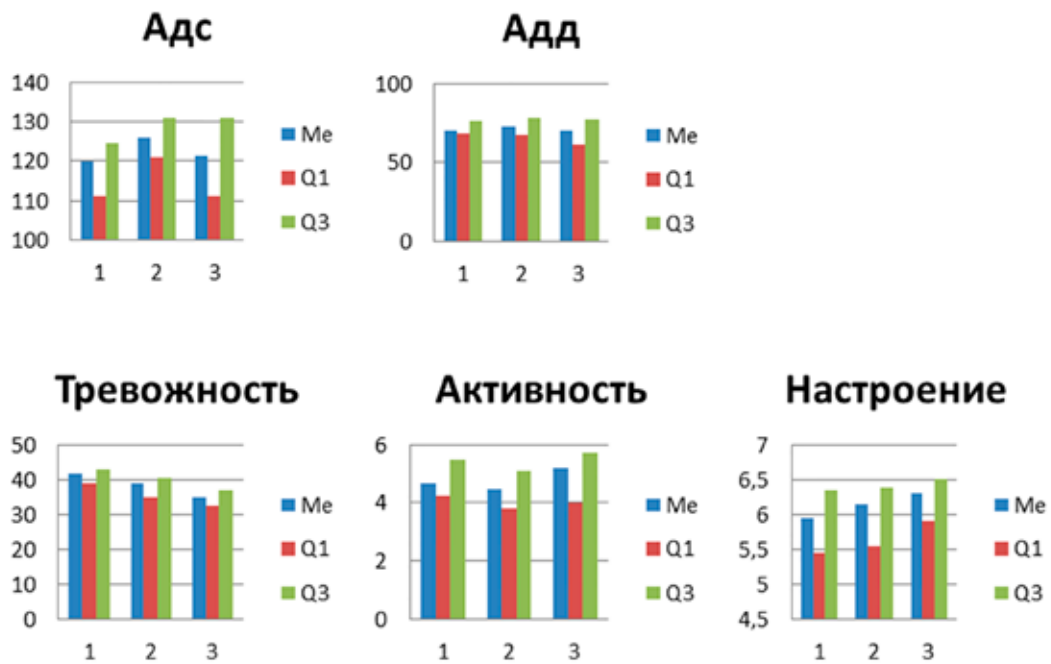 Адс
140
130
120
110
100
1 2 3
Me
Q1
Q3
Адд
100
50
0
1 2 3
Me
Q1
Q3
Тревожность
50
40
30
20
10
0
1 2 3
Me
Q1
Q3
Активность
6
4
2
0
1 2 3
Me
Q1
Q3
Настроение
7
6,5
6
5,5
5
4,5
1 2 3
Me
Q1
Q3